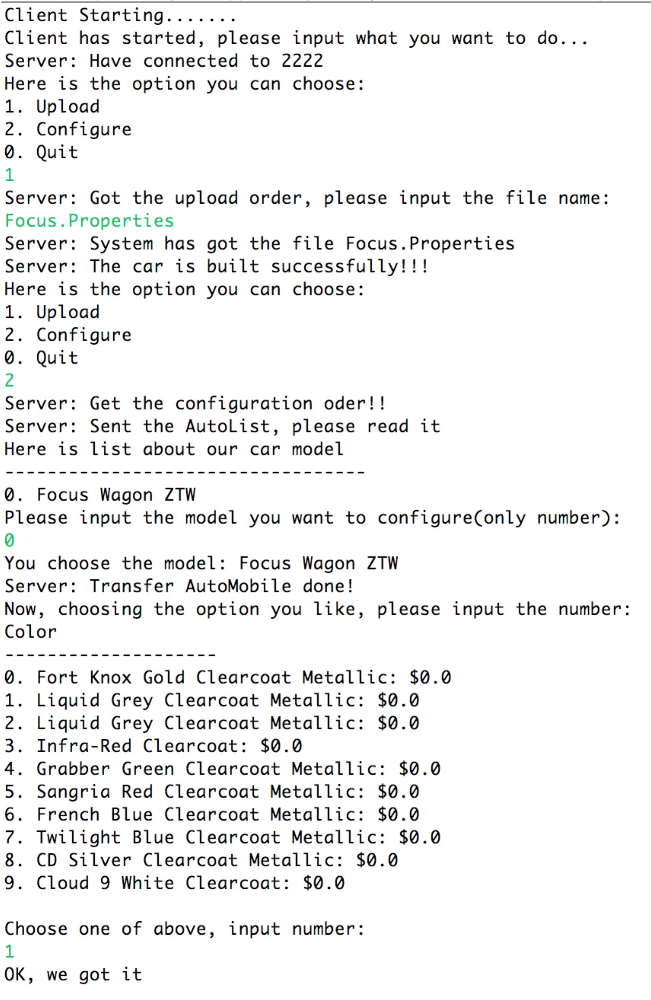 Client Starting.......
Client has started, please input what you want to do...
Server: Have connected to 2222
Here is the option you can choose:
1. Upload
2. Configure
0. Quit
1
Server: Got the upload order, please input the file name:
Focus.Properties
Server: System has got the file Focus.Properties
Server: The car is built successfully!!!
Here is the option you can choose:
1. Upload
2. Configure
0. Quit
2
Server: Get the configuration oder!!
Server: Sent the AutoList, please read it
Here is list about our car model
----------------------------------
0. Focus Wagon ZTW
Please input the model you want to configure(only number):
0
You choose the model: Focus Wagon ZTW
Server: Transfer AutoMobile done!
Now, choosing the option you like, please input the number:
Color
--------------------
0. Fort Knox Gold Clearcoat Metallic: $0.0
1. Liquid Grey Clearcoat Metallic: $0.0
2. Liquid Grey Clearcoat Metallic: $0.0
3. Infra-Red Clearcoat: $0.0
4. Grabber Green Clearcoat Metallic: $0.0
5. Sangria Red Clearcoat Metallic: $0.0
6. French Blue Clearcoat Metallic: $0.0
7. Twilight Blue Clearcoat Metallic: $0.0
8. CD Silver Clearcoat Metallic: $0.0
9. Cloud 9 White Clearcoat: $0.0
Choose one of above, input number:
1
OK, we got it